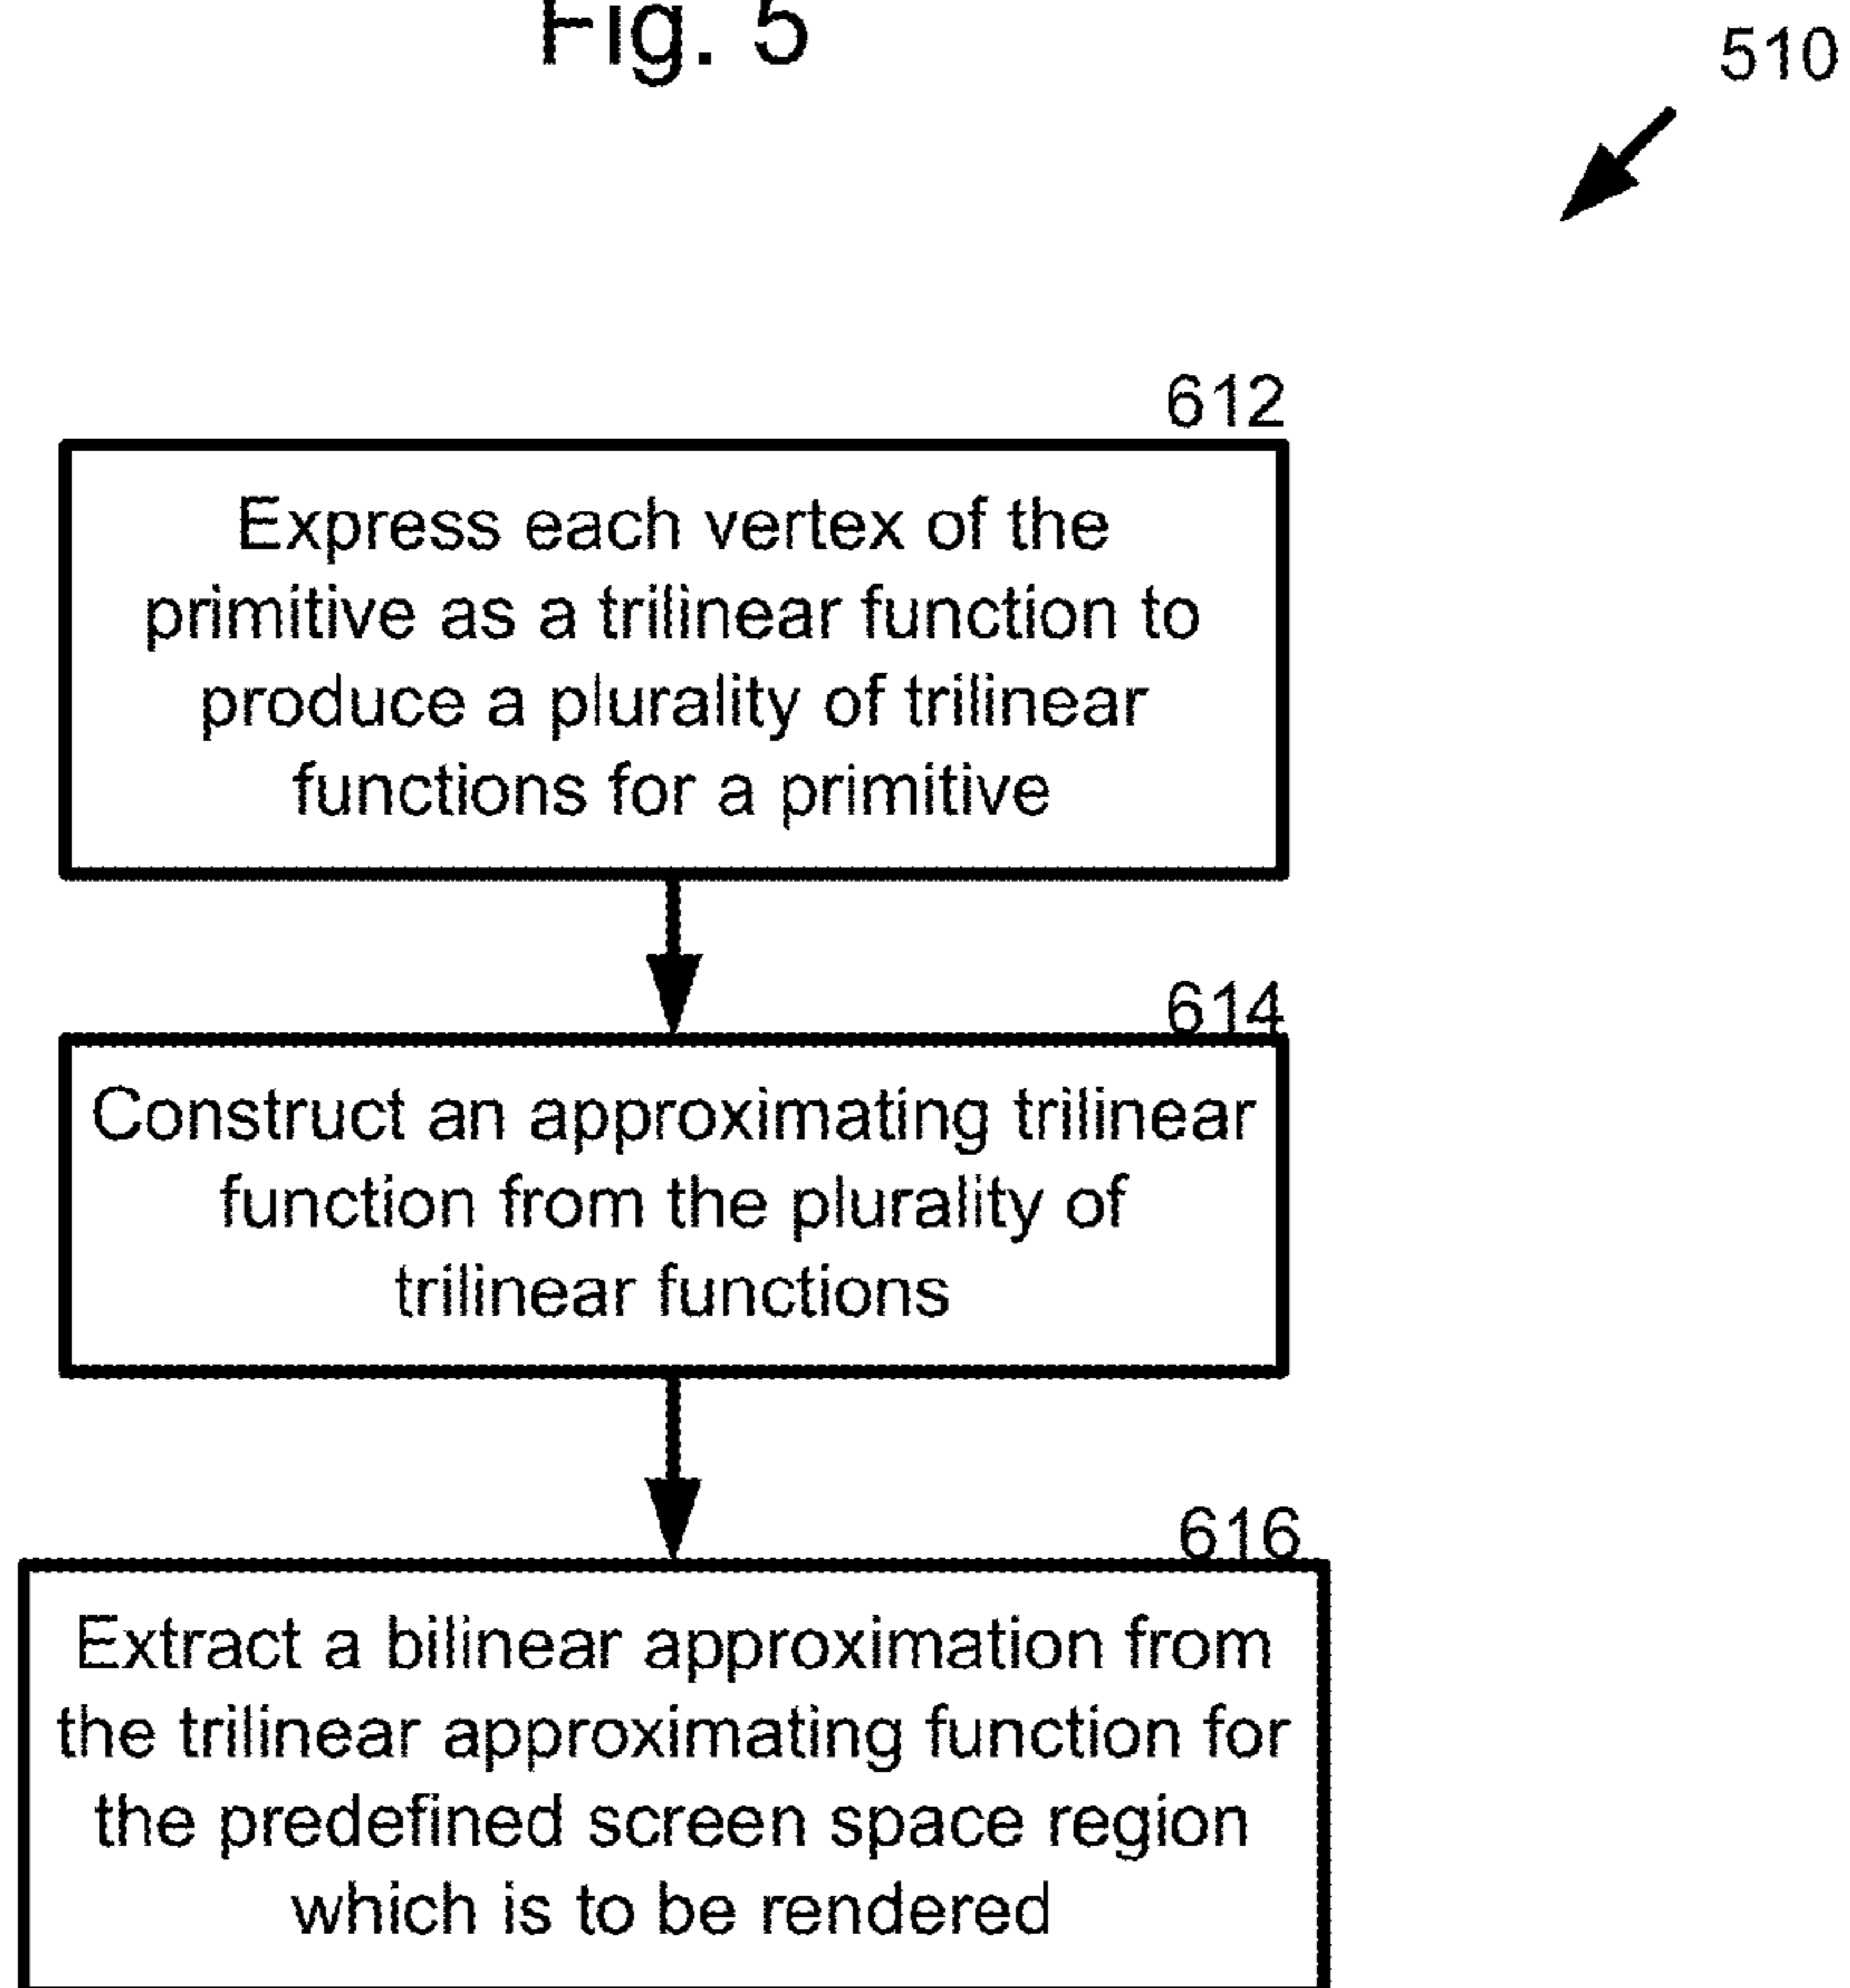 Fig. 5
510
612
Express each vertex of the
primitive as a trilinear function to
produce a plurality of trilinear
functions for a primitive
614
Construct an approximating trilinear
function from the plurality of
trilinear functions
616
Extract a bilinear approximation from
the trilinear approximating function for
the predefined screen space region
which is to be rendered